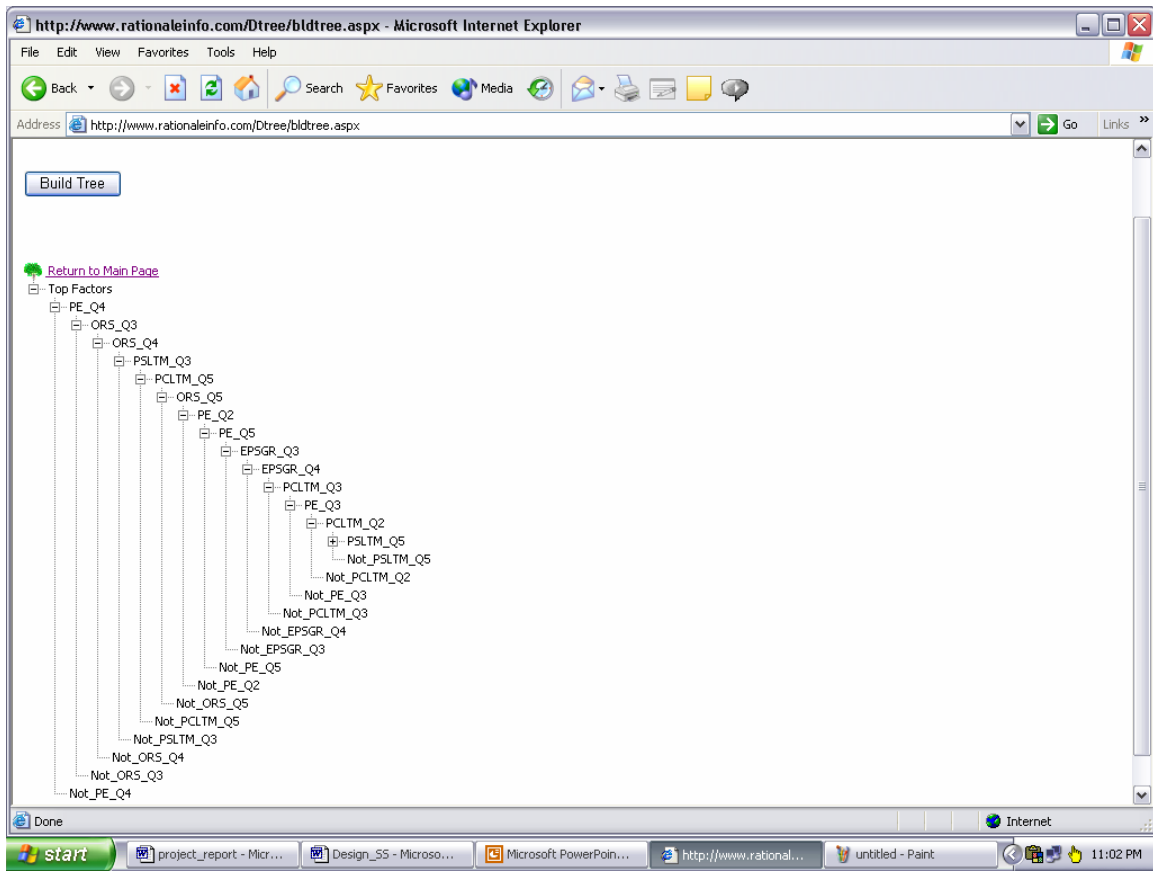 http://www.rationaleinfo.com/Dtree/bldtree.aspx - Microsoft Internet Explorer
File Edit View Favorites Tools Help
Back Search Favorites Media
Address http://www.rationaleinfo.com/Dtree/bldtree.aspx Go Links »
Build Tree
Return to Main Page
Top Factors
PE_Q4
ORS_Q3
ORS_Q4
PSLTM_Q3
PCLTM_Q5
ORS_Q5
PE_Q2
PE_Q5
EPSGR_Q3
EPSGR_Q4
PCLTM_Q3
PE_Q3
PCLTM_Q2
PSLTM_Q5
Not_PSLTM_Q5
Not_PCLTM_Q2
Not_PE_Q3
Not_PCLTM_Q3
Not_EPSGR_Q4
Not_EPSGR_Q3
Not_PE_Q5
Not_PE_Q2
Not_ORS_Q5
Not_PCLTM_Q5
Not_PSLTM_Q3
Not_ORS_Q4
Not_ORS_Q3
Not_PE_Q4
Done Internet
start project_report - Micr... Design_SS - Microso... Microsoft PowerPoin... http://www.rational... untitled - Paint 11:02 PM